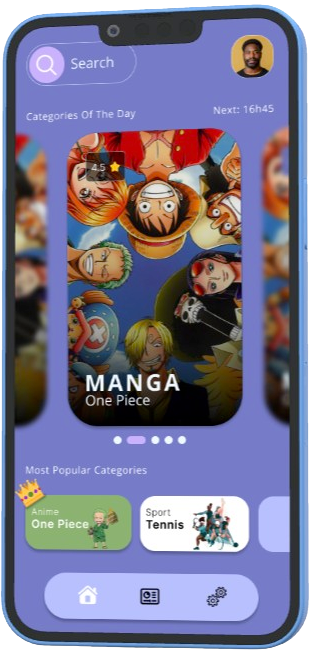 Search
Categories Of The Day
Next: 16h45
4.5
MANGA
One Piece
Most Popular Categories
Anime
One Piece
Sport
Tennis